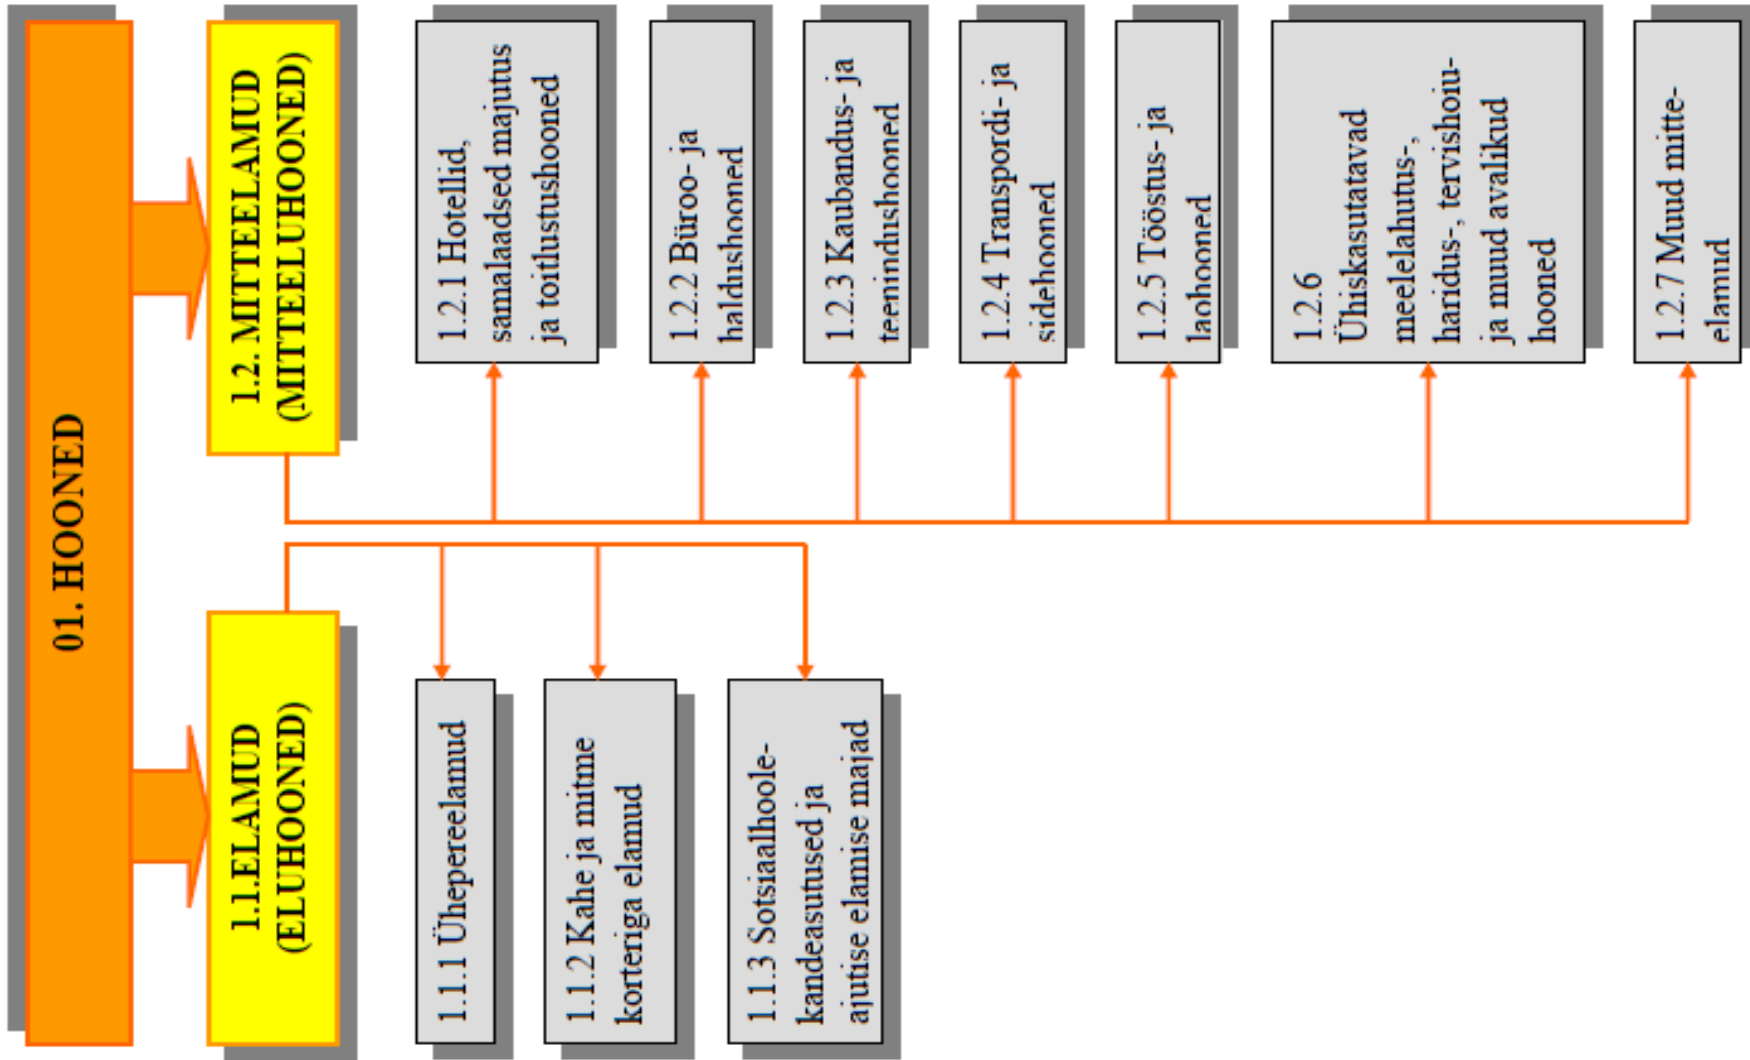 01. HOONED
1.1.ELAMUD
(ELUHOONED)
1.1.1 Ühepereelamud
1.1.2 Kahe ja mitme
korteriga elamud
1.1.3 Sotsiaalhoole-
kandeasutused ja
ajutise elamise majad
1.2. MITTEELAMUD
(MITTEELUHOONED)
1.2.1 Hotellid,
samalaadsed majutus
ja toitlustushooned
1.2.2 Büroo- ja
haldushooned
1.2.3 Kaubandus- ja
teenindushooned
1.2.4 Transpordi- ja
sidehooned
1.2.5 Tööstus- ja
laohooned
1.2.6
Ühiskasutatavad
meelelahutus-,
haridus-, tervishoiu-
ja muud avalikud
hooned
1.2.7 Muud mitte-
elamud